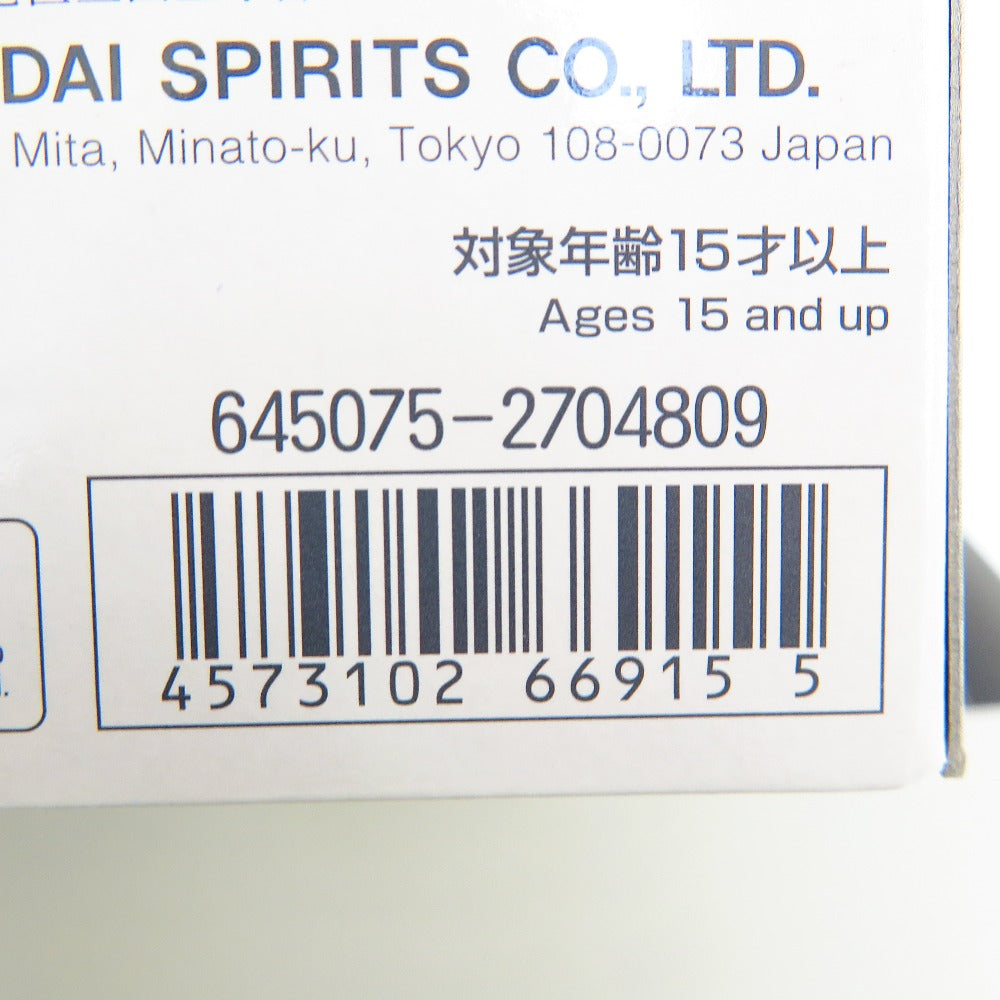 DAI SPIRITS CO., LTD.
Mita, Minato-ku, Tokyo 108-0073 Japan
対象年齢15才以上
Ages 15 and up
645075-2704809
4573102 66915 5